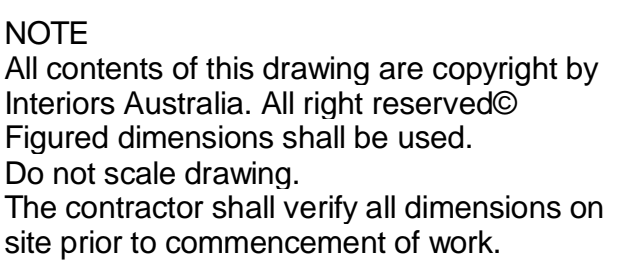 NOTE
All contents of this drawing are copyright by
Interiors Australia. All right reserved©
Figured dimensions shall be used.
Do not scale drawing.
The contractor shall verify all dimensions on
site prior to commencement of work.